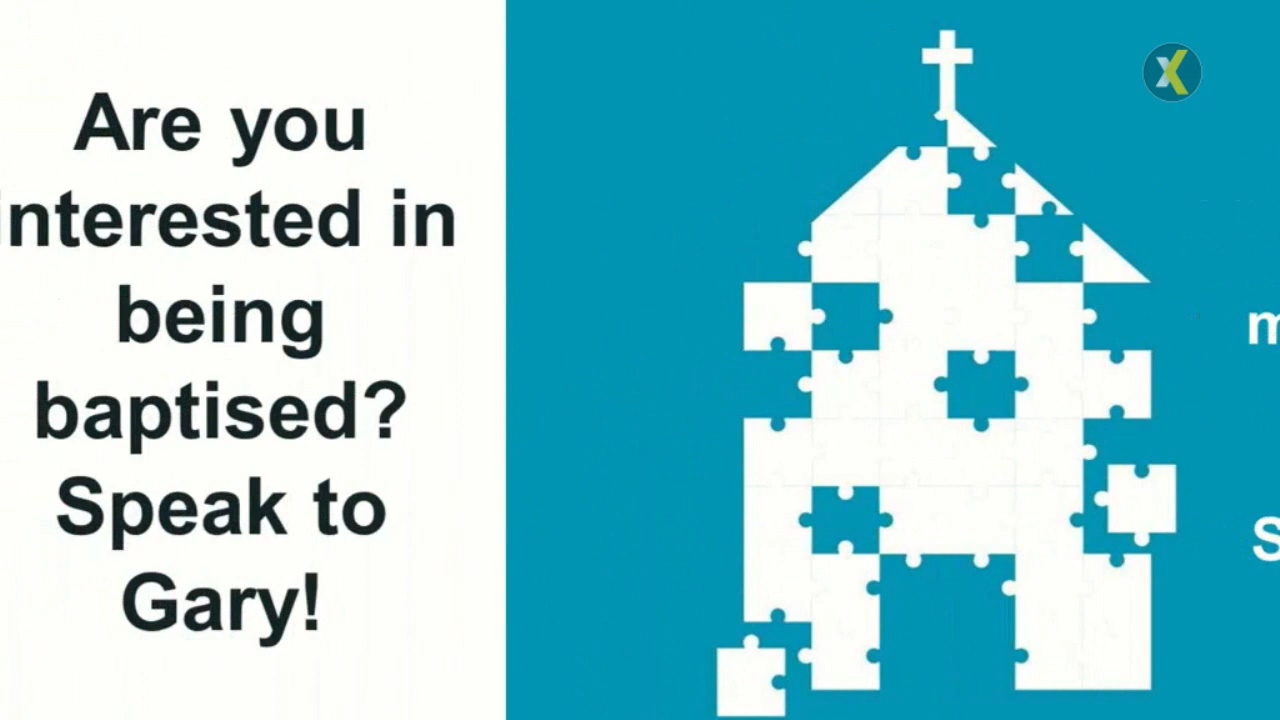 Are you
interested in
being
baptised?
Speak to
Gary!
m
S